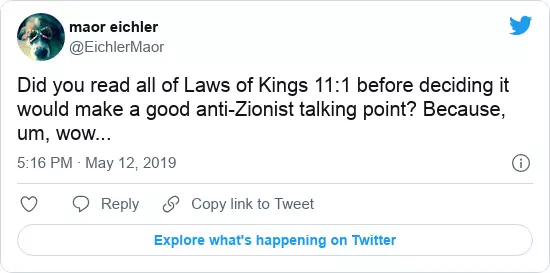 maor eichler
@EichlerMaor
Did you read all of Laws of Kings 11:1 before deciding it
would make a good anti-Zionist talking point? Because,
um, wow...
5:16 PM · May 12, 2019
Reply
Copy link to Tweet
Explore what's happening on Twitter